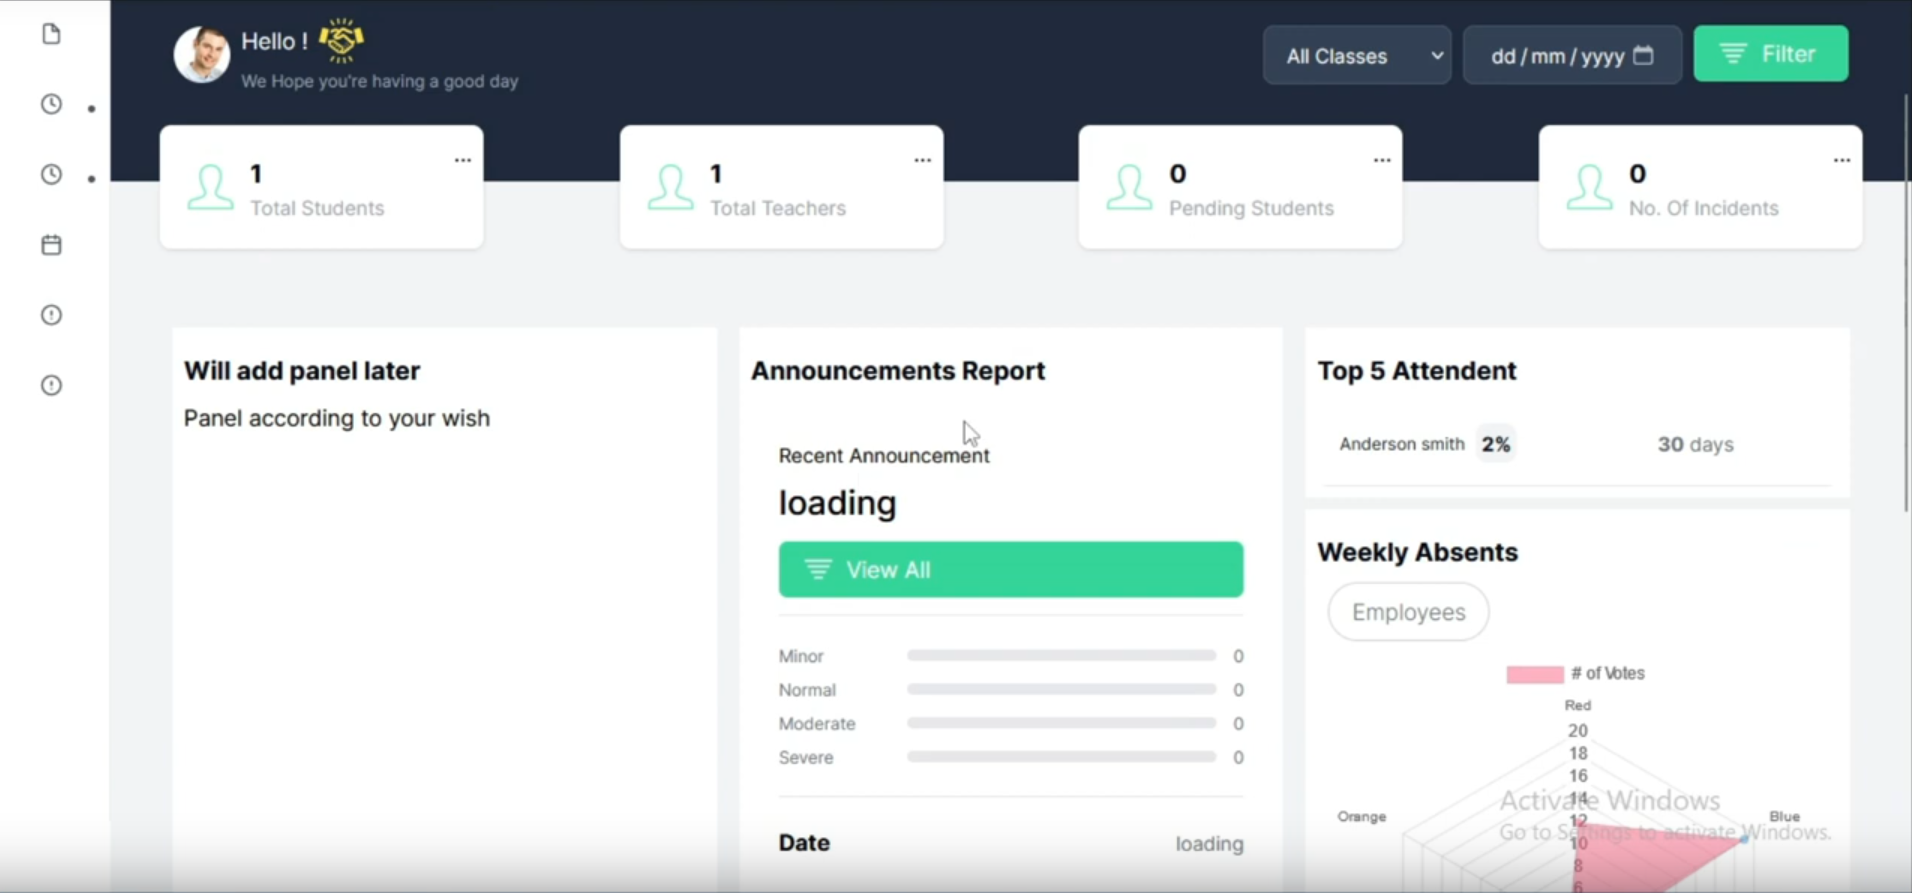 Hello !
We Hope you're having a good day
All Classes
dd / mm / yyyy
Filter
1
Total Students
1
Total Teachers
0
Pending Students
0
No. Of Incidents
Will add panel later
Panel according to your wish
Announcements Report
Recent Announcement
loading
View All
Minor 0
Normal 0
Moderate 0
Severe 0
Date loading
Top 5 Attendent
Anderson smith 2% 30 days
Weekly Absents
Employees
# of Votes
Red
20
18
16
14
12
10
8
6
Orange
Blue
Activate Windows
Go to Settings to activate Windows.